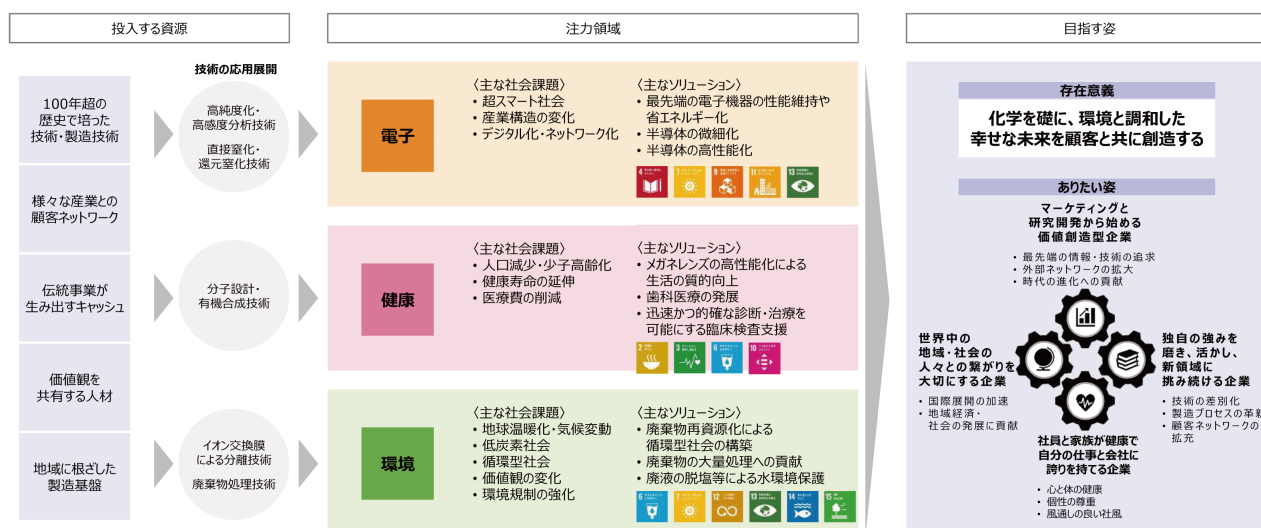 投入する資源
注力領域
目指す姿
100年超の
歴史で培った
技術・製造技術
様々な産業との
顧客ネットワーク
伝統事業が
生み出すキャッシュ
価値観を
共有する人材
地域に根ざした
製造基盤
技術の応用展開
高純度化・
高感度分析技術
直接窒化・
還元窒化技術
分子設計・
有機合成技術
イオン交換膜
による分離技術
廃棄物処理技術
電子
〈主な社会課題〉
・超スマート社会
・産業構造の変化
・デジタル化・ネットワーク化
〈主なソリューション〉
・最先端の電子機器の性能維持や
省エネルギー化
・半導体の微細化
・半導体の高性能化
4
7
9
11
13
健康
〈主な社会課題〉
・人口減少・少子高齢化
・健康寿命の延伸
・医療費の削減
〈主なソリューション〉
・メガネレンズの高性能化による
生活の質的向上
・歯科医療の発展
・迅速かつ的確な診断・治療を
可能にする臨床検査支援
2
3
6
10
環境
〈主な社会課題〉
・地球温暖化・気候変動
・低炭素社会
・循環型社会
・価値観の変化
・環境規制の強化
〈主なソリューション〉
・廃棄物再資源化による
循環型社会の構築
・廃棄物の大量処理への貢献
・廃液の脱塩等による水環境保護
6
7
12
13
14
15
存在意義
化学を礎に、環境と調和した
幸せな未来を顧客と共に創造する
ありたい姿
マーケティングと
研究開発から始める
価値創造型企業
・最先端の情報・技術の追求
・外部ネットワークの拡大
・時代の進化への貢献
世界中の
地域・社会の
人々との繋がりを
大切にする企業
・国際展開の加速
・地域経済・
社会の発展に貢献
独自の強みを
磨き、活かし、
新領域に
挑み続ける企業
・技術の差別化
・製造プロセスの革新
・顧客ネットワークの
拡充
社員と家族が健康で
自分の仕事と会社に
誇りを持てる企業
・心と体の健康
・個性の尊重
・風通しの良い社風